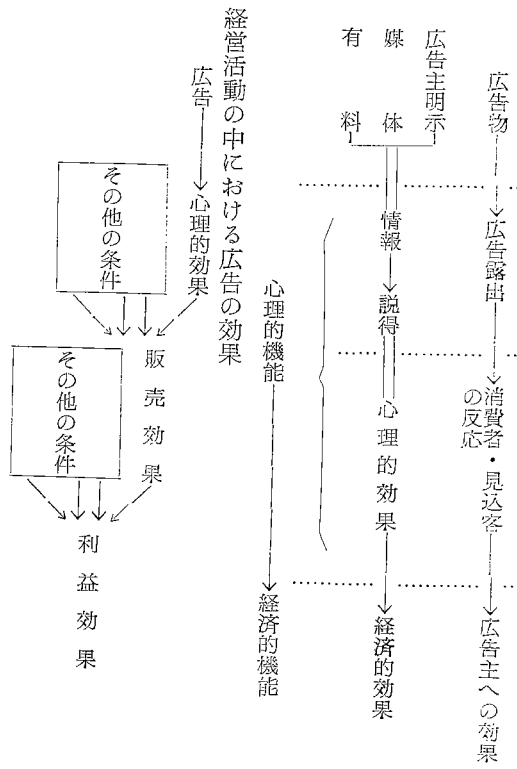 広告物
広告露出
消費者・見込客
の反応
広告主への効果
広告主明示
媒体
有料
情報
説得
心理的効果
経済的効果
心理的機能
経済的機能
経営活動の中における広告の効果
広告
心理的効果
その他の条件
販売効果
その他の条件
利益効果